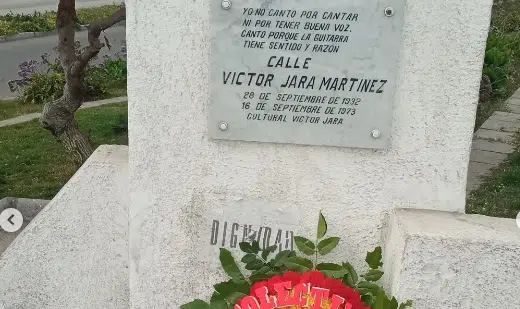 YO NO CANTO POR CANTAR
NI POR TENER BUENA VOZ,
CANTO PORQUE LA GUITARRA
TIENE SENTIDO Y RAZÓN
CALLE
VICTOR JARA MARTINEZ
28 DE SEPTIEMBRE DE 1932
16 DE SEPTIEMBRE DE 1973
CULTURAL VICTOR JARA
DIGNIDAD